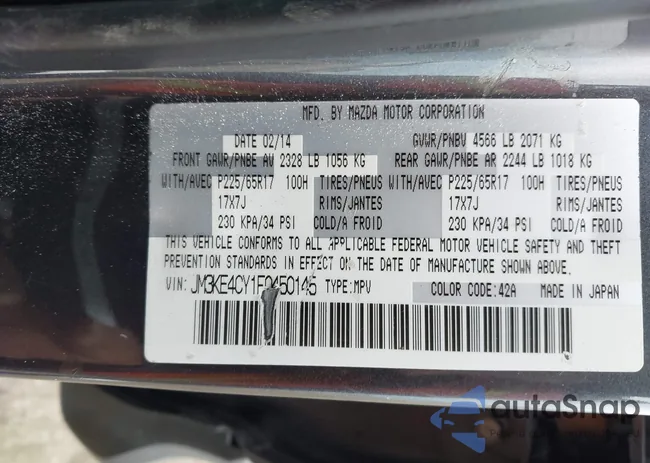 MFD. BY MAZDA MOTOR CORPORATION
DATE 02/14 GVWR/PNBV 4566 LB 2071 KG
FRONT GAWR/PNBE AV 2328 LB 1056 KG REAR GAWR/PNBE AR 2244 LB 1018 KG
WITH/AVEC P225/65R17 100H TIRES/PNEUS WITH/AVEC P225/65R17 100H TIRES/PNEUS
17X7J RIMS/JANTES 17X7J RIMS/JANTES
230 KPA/34 PSI COLD/A FROID 230 KPA/34 PSI COLD/A FROID
THIS VEHICLE CONFORMS TO ALL APPLICABLE FEDERAL MOTOR VEHICLE SAFETY AND THEFT
PREVENTION STANDARDS IN EFFECT ON THE DATE OF MANUFACTURE SHOWN ABOVE.
VIN: TYPE:MPV COLOR CODE:42A MADE IN JAPAN
autoSnap